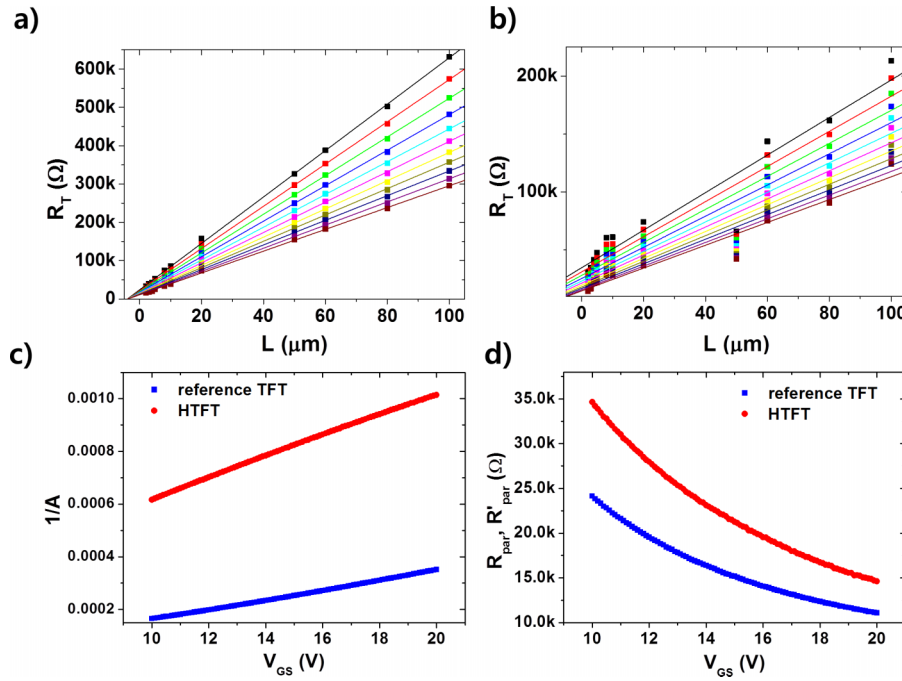 a)
600k
500k
400k
300k
200k
100k
0
R_T (Ω)
0 20 40 60 80 100
L (μm)
b)
200k
100k
R_T (Ω)
0 20 40 60 80 100
L (μm)
c)
reference TFT
HTFT
0.0010
0.0008
0.0006
0.0004
0.0002
1/A
10 12 14 16 18 20
V_GS (V)
d)
reference TFT
HTFT
35.0k
30.0k
25.0k
20.0k
15.0k
10.0k
R_par, R'_par (Ω)
10 12 14 16 18 20
V_GS (V)